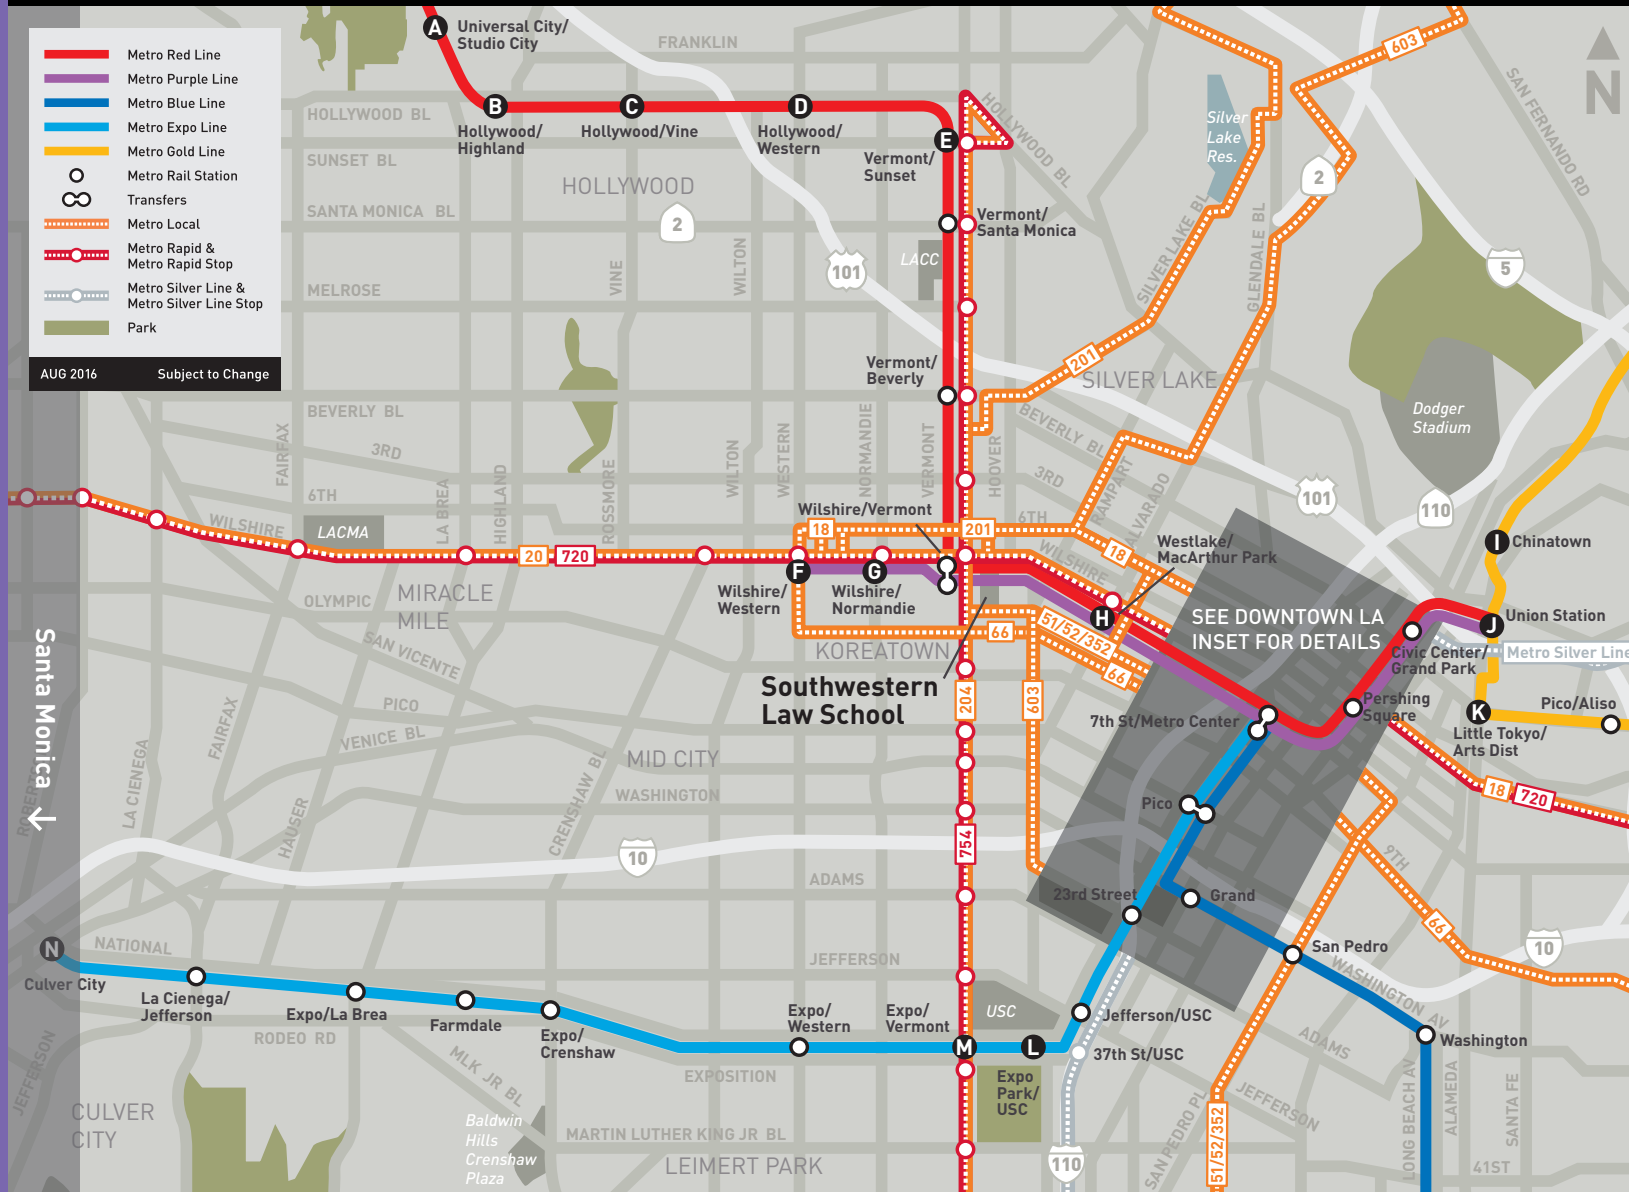 Metro Red Line
Metro Purple Line
Metro Blue Line
Metro Expo Line
Metro Gold Line
Metro Rail Station
Transfers
Metro Local
Metro Rapid &
Metro Rapid Stop
Metro Silver Line &
Metro Silver Line Stop
Park
AUG 2016
Subject to Change
A
Universal City/
Studio City
FRANKLIN
603
N
SAN FERNANDO RD
HOLLYWOOD BL
B
Hollywood/
Highland
C
Hollywood/Vine
D
Hollywood/
Western
E
Vermont/
Sunset
HOLLYWOOD BL
Silver
Lake
Res.
2
SUNSET BL
HOLLYWOOD
SANTA MONICA BL
2
Vermont/
Santa Monica
SILVER LAKE BL
GLENDALE BL
VINE
WILTON
101
LACC
5
MELROSE
Vermont/
Beverly
201
SILVER LAKE
Dodger
Stadium
BEVERLY BL
BEVERLY BL
3RD
3RD
FAIRFAX
LA BREA
HIGHLAND
ROSSMORE
WILTON
WESTERN
NORMANDIE
VERMONT
HOOVER
RAMPART
ALVARADO
101
110
6TH
6TH
WILSHIRE
LACMA
Wilshire/Vermont
18
201
18
WILSHIRE
Westlake/
MacArthur Park
I
Chinatown
20
720
F
G
H
Wilshire/
Western
Wilshire/
Normandie
OLYMPIC
MIRACLE
MILE
SAN VICENTE
66
51/52/352
66
KOREATOWN
SEE DOWNTOWN LA
INSET FOR DETAILS
J
Union Station
Civic Center/
Grand Park
Metro Silver Line
Santa Monica
Southwestern
Law School
204
603
7th St/Metro Center
Pershing
Square
K
Little Tokyo/
Arts Dist
Pico/Aliso
PICO
VENICE BL
FAIRFAX
LA CIENEGA
MID CITY
WASHINGTON
HAUSER
CRENSHAW BL
Pico
18
720
754
10
ADAMS
9TH
23rd Street
Grand
66
San Pedro
10
N
Culver City
NATIONAL
JEFFERSON
WASHINGTON AV
La Cienega/
Jefferson
Expo/La Brea
Farmdale
Expo/
Crenshaw
Expo/
Western
Expo/
Vermont
USC
Jefferson/USC
M
L
37th St/USC
RODEO RD
Washington
ADAMS
JEFFERSON
MLK JR BL
EXPOSITION
Expo
Park/
USC
JEFFERSON
LONG BEACH AV
ALAMEDA
SANTA FE
SAN PEDRO PL
CULVER
CITY
Baldwin
Hills
Crenshaw
Plaza
MARTIN LUTHER KING JR BL
LEIMERT PARK
110
51/52/352
41ST